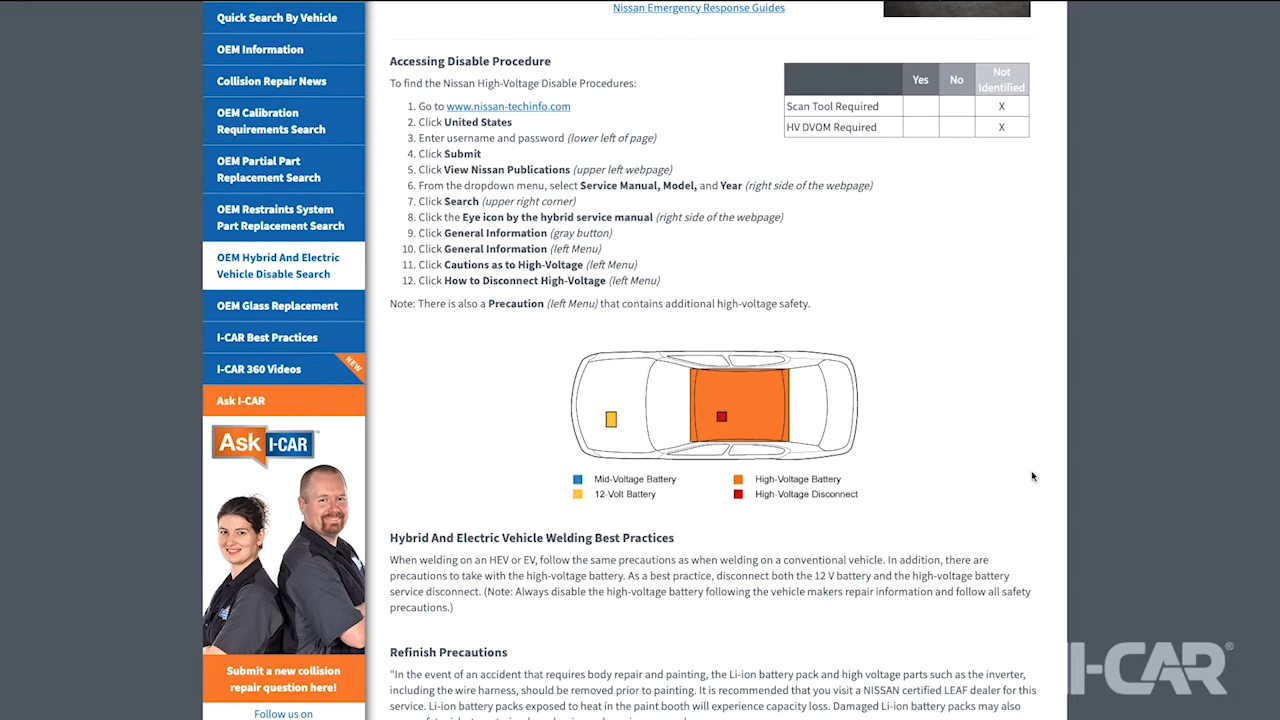 Quick Search By Vehicle
OEM Information
Collision Repair News
OEM Calibration
Requirements Search
OEM Partial Part
Replacement Search
OEM Restraints System
Part Replacement Search
OEM Hybrid And Electric
Vehicle Disable Search
OEM Glass Replacement
I-CAR Best Practices
I-CAR 360 Videos
NEW
Ask I-CAR
Ask I-CAR
Submit a new collision
repair question here!
Follow us on
Nissan Emergency Response Guides
Accessing Disable Procedure
To find the Nissan High-Voltage Disable Procedures:
1. Go to www.nissan-techinfo.com
2. Click United States
3. Enter username and password (lower left of page)
4. Click Submit
5. Click View Nissan Publications (upper left webpage)
6. From the dropdown menu, select Service Manual, Model, and Year (right side of the webpage)
7. Click Search (upper right corner)
8. Click the Eye icon by the hybrid service manual (right side of the webpage)
9. Click General Information (gray button)
10. Click General Information (left Menu)
11. Click Cautions as to High-Voltage (left Menu)
12. Click How to Disconnect High-Voltage (left Menu)
Yes No Not Identified
Scan Tool Required X
HV DVOM Required X
Note: There is also a Precaution (left Menu) that contains additional high-voltage safety.
Mid-Voltage Battery High-Voltage Battery
12-Volt Battery High-Voltage Disconnect
Hybrid And Electric Vehicle Welding Best Practices
When welding on an HEV or EV, follow the same precautions as when welding on a conventional vehicle. In addition, there are
precautions to take with the high-voltage battery. As a best practice, disconnect both the 12 V battery and the high-voltage battery
service disconnect. (Note: Always disable the high-voltage battery following the vehicle makers repair information and follow all safety
precautions.)
Refinish Precautions
"In the event of an accident that requires body repair and painting, the Li-ion battery pack and high voltage parts such as the inverter,
including the wire harness, should be removed prior to painting. It is recommended that you visit a NISSAN certified LEAF dealer for this
service. Li-ion battery packs exposed to heat in the paint booth will experience capacity loss. Damaged Li-ion battery packs may also
I-CAR®